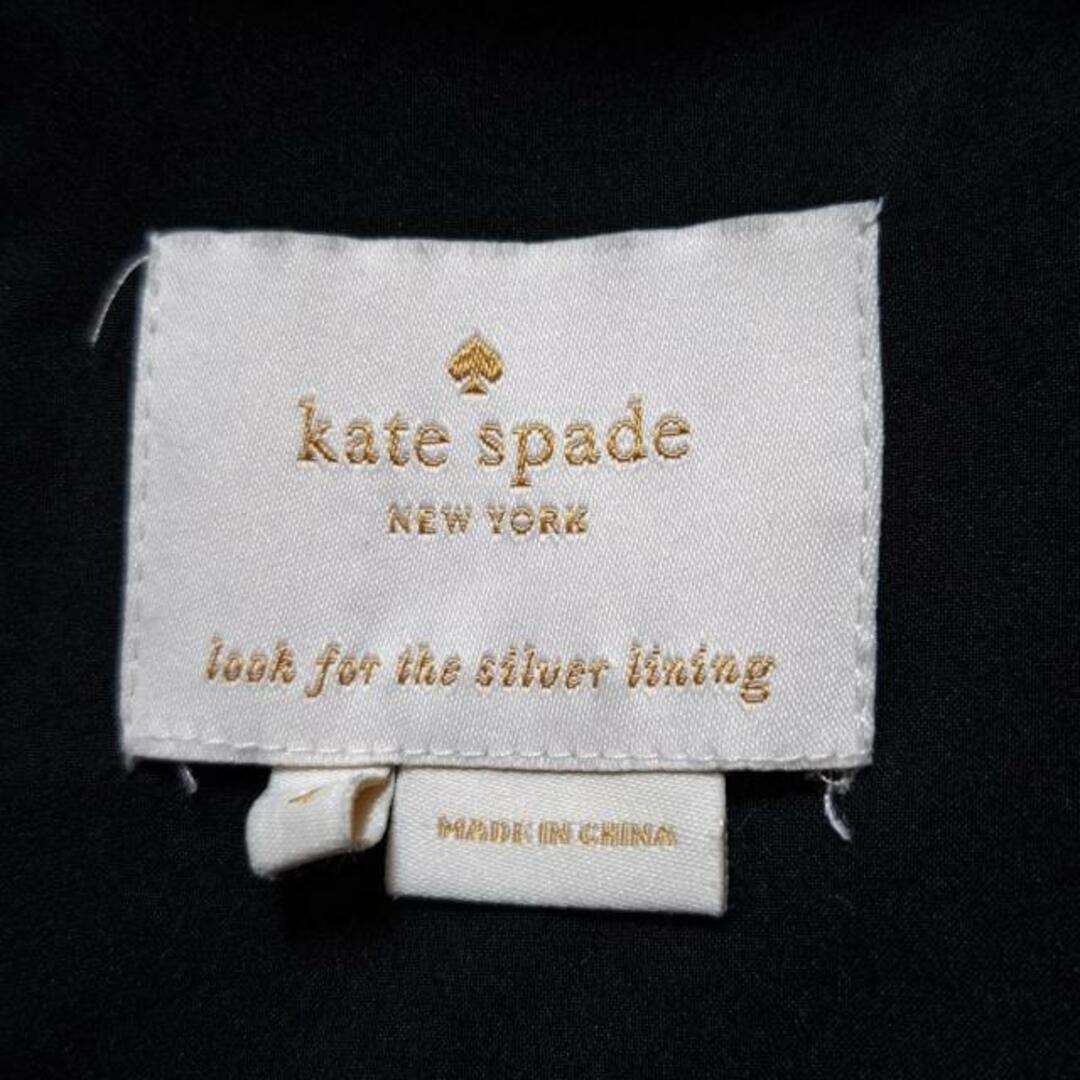 kate spade
NEW YORK
look for the silver lining
MADE IN CHINA